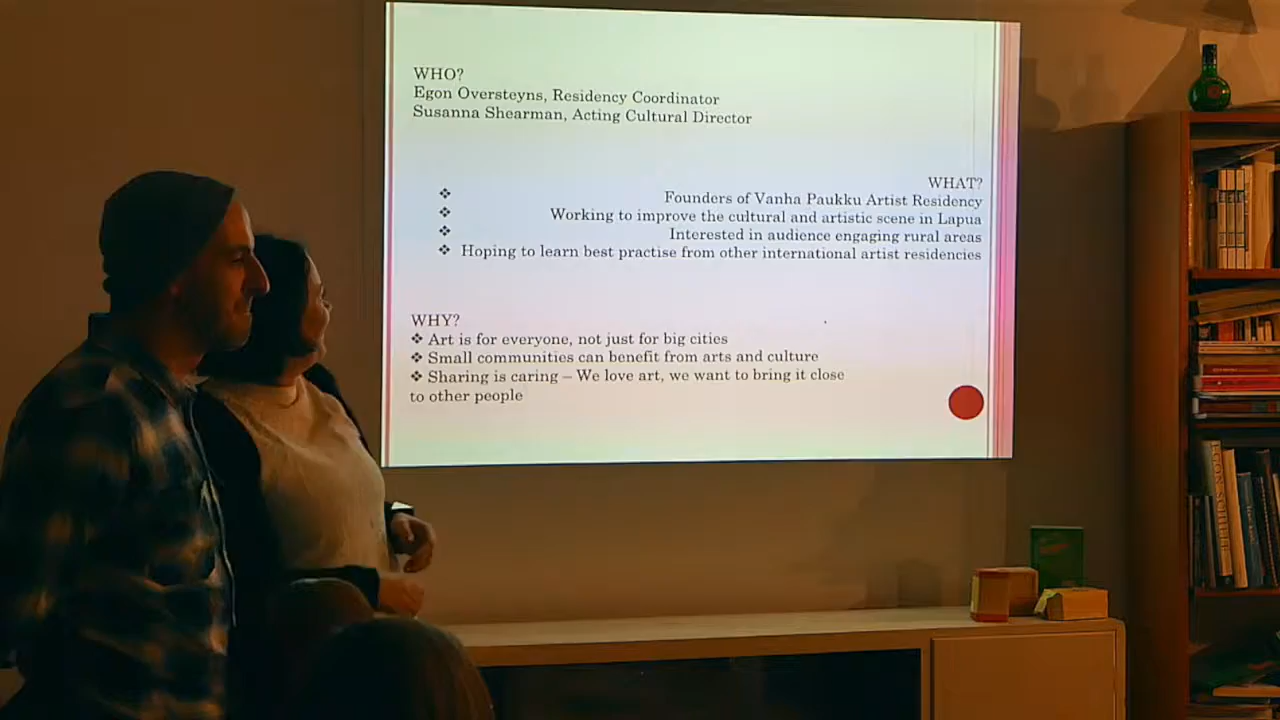 WHO?
Egon Oversteyns, Residency Coordinator
Susanna Shearman, Acting Cultural Director
WHAT?
❖ Founders of Vanha Paukku Artist Residency
❖ Working to improve the cultural and artistic scene in Lapua
❖ Interested in audience engaging rural areas
❖ Hoping to learn best practise from other international artist residencies
WHY?
❖ Art is for everyone, not just for big cities
❖ Small communities can benefit from arts and culture
❖ Sharing is caring – We love art, we want to bring it close
to other people
EGON SCHIELE